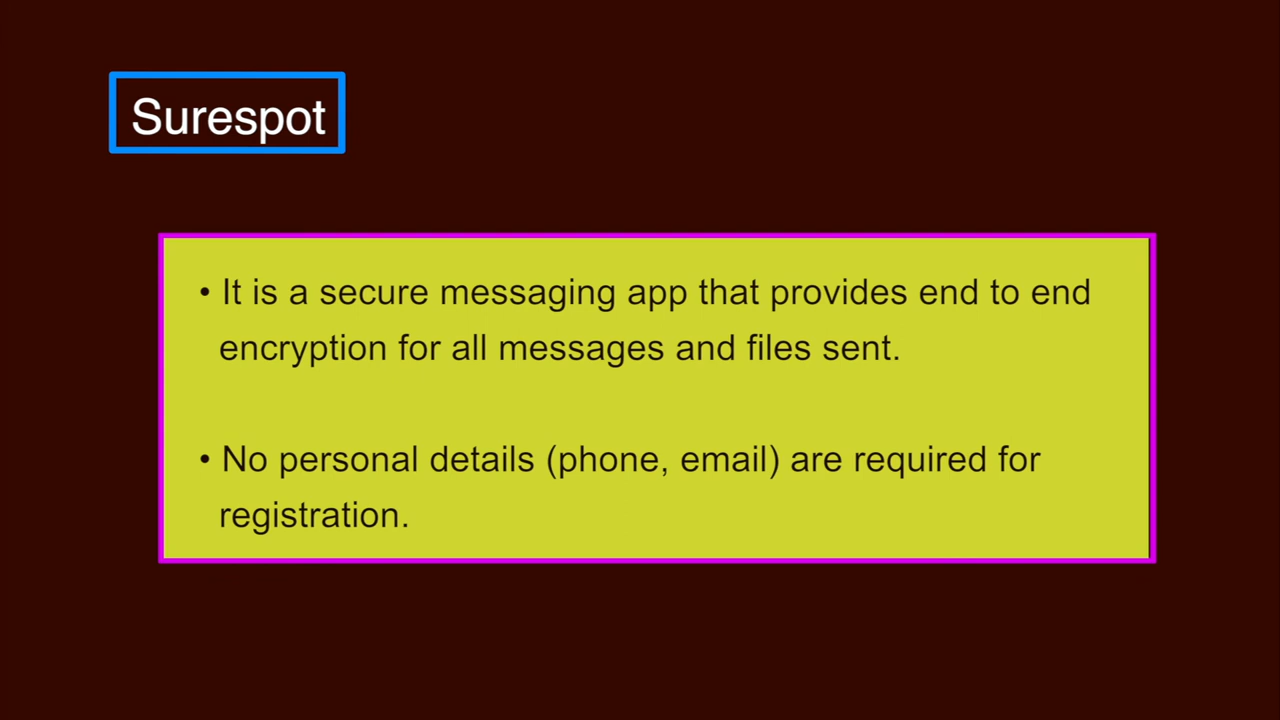 Surespot
• It is a secure messaging app that provides end to end
encryption for all messages and files sent.
• No personal details (phone, email) are required for
registration.